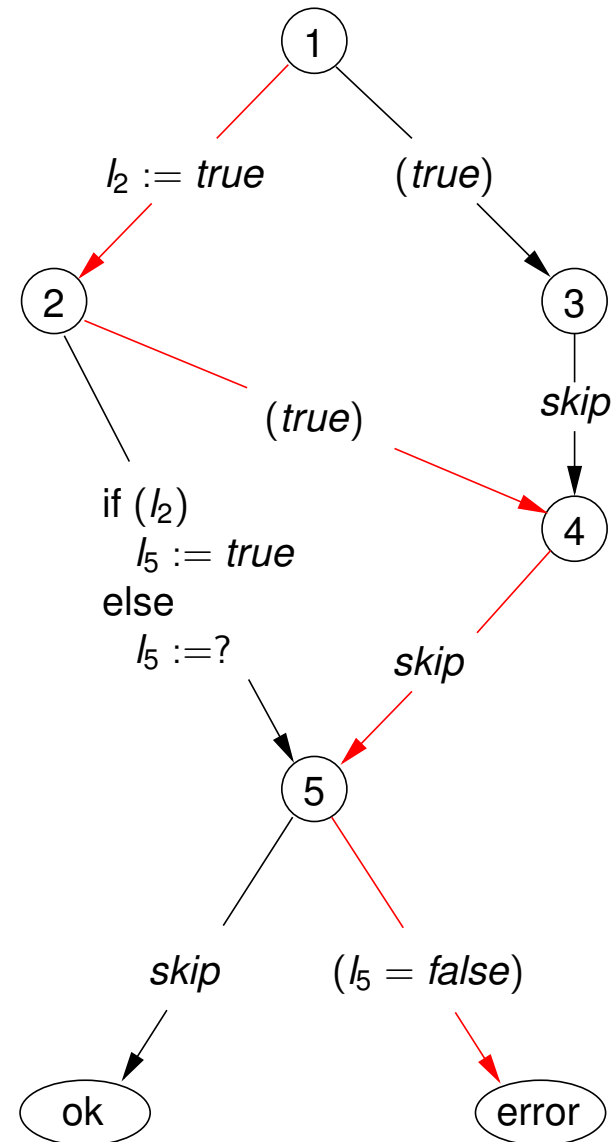 1
l₂ := true
(true)
2
3
skip
(true)
if (l₂)
l₅ := true
else
l₅ :=?
4
skip
5
skip
(l₅ = false)
ok
error